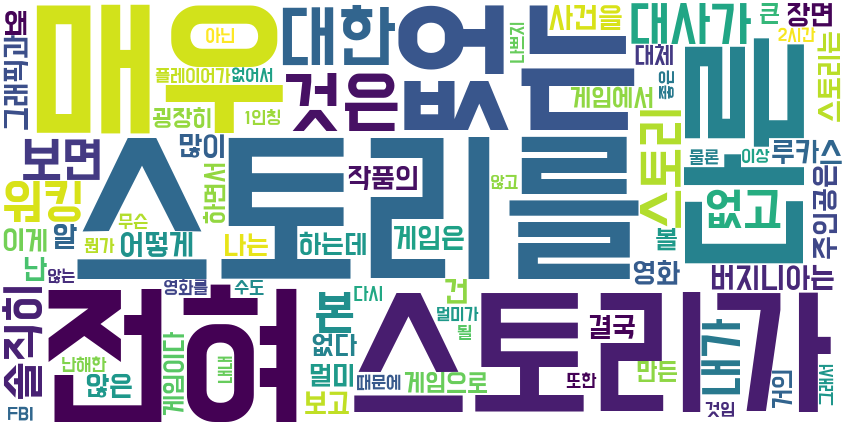 매우
없는
스토리를
전혀
스토리가
대한
것은
보면
워킹
그래픽과
왜
아닌
플레이어가
없어서
굉장히
1인칭
많이
하면서
사건을
나쁘지
대사가
큰
장면
2시간
대체
좋은
게임에서
스토리는
스토리
루카스
물론
이상
주인공은
없고
작품의
않고
이게
알
무슨
뭔가
어떻게
나는
하는데
게임은
볼
영화
버지니아는
난
않는
영화를
수도
다시
건
멀미가
될
솔직히
본
없다
멀미
결국
내가
않은
난해한
게임이다
내내
때문에
게임으로
보고
또한
만든
것임
거의
그래서
FBI